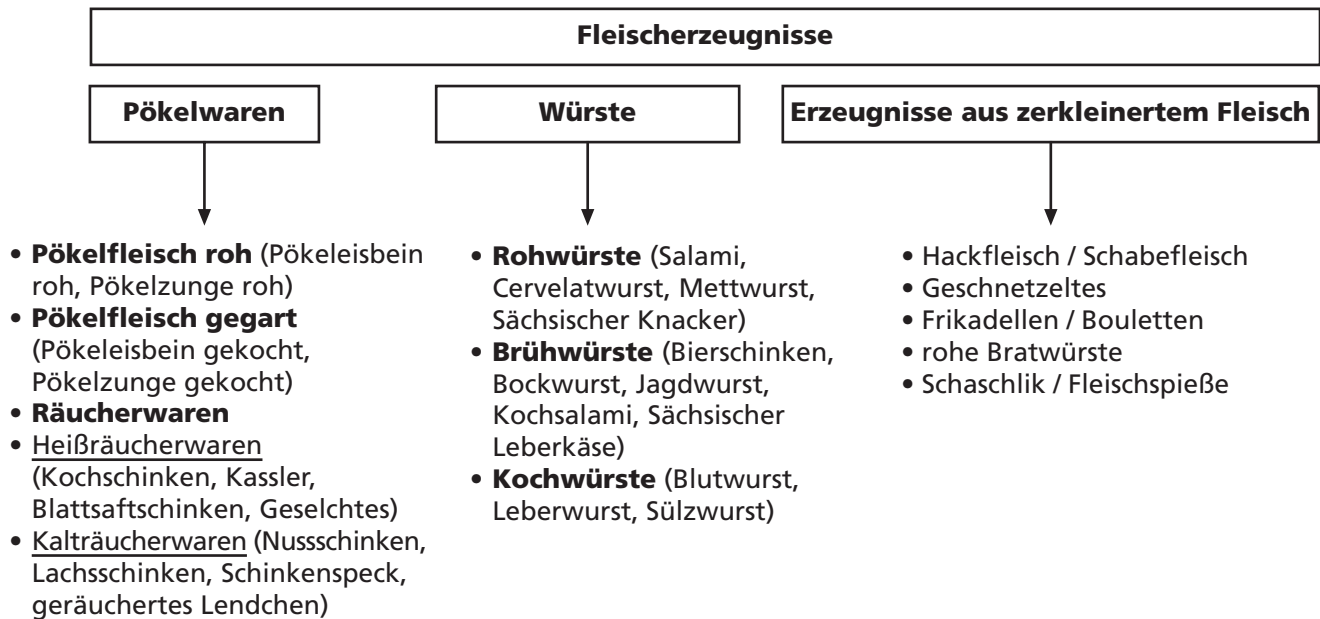 Fleischerzeugnisse
Pökelwaren
• Pökelfleisch roh (Pökeleisbein
roh, Pökelzunge roh)
• Pökelfleisch gegart
(Pökeleisbein gekocht,
Pökelzunge gekocht)
• Räucherwaren
• Heißräucherwaren
(Kochschinken, Kassler,
Blattsaftschinken, Geselchtes)
• Kalträucherwaren (Nussschinken,
Lachsschinken, Schinkenspeck,
geräuchertes Lendchen)
Würste
• Rohwürste (Salami,
Cervelatwurst, Mettwurst,
Sächsischer Knacker)
• Brühwürste (Bierschinken,
Bockwurst, Jagdwurst,
Kochsalami, Sächsischer
Leberkäse)
• Kochwürste (Blutwurst,
Leberwurst, Sülzwurst)
Erzeugnisse aus zerkleinertem Fleisch
• Hackfleisch / Schabefleisch
• Geschnetzeltes
• Frikadellen / Bouletten
• rohe Bratwürste
• Schaschlik / Fleischspieße